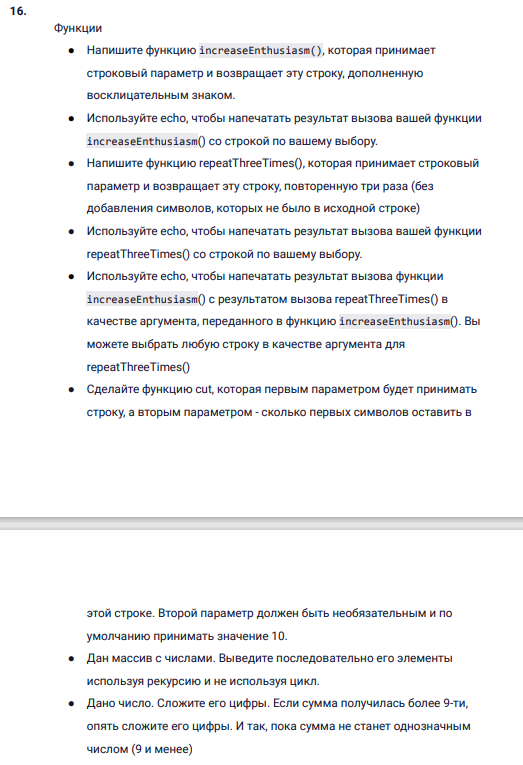 16.
Функции
● Напишите функцию increaseEnthusiasm(), которая принимает
строковый параметр и возвращает эту строку, дополненную
восклицательным знаком.
● Используйте echo, чтобы напечатать результат вызова вашей функции
increaseEnthusiasm() со строкой по вашему выбору.
● Напишите функцию repeatThreeTimes(), которая принимает строковый
параметр и возвращает эту строку, повторенную три раза (без
добавления символов, которых не было в исходной строке)
● Используйте echo, чтобы напечатать результат вызова вашей функции
repeatThreeTimes() со строкой по вашему выбору.
● Используйте echo, чтобы напечатать результат вызова функции
increaseEnthusiasm() с результатом вызова repeatThreeTimes() в
качестве аргумента, переданного в функцию increaseEnthusiasm(). Вы
можете выбрать любую строку в качестве аргумента для
repeatThreeTimes()
● Сделайте функцию cut, которая первым параметром будет принимать
строку, а вторым параметром - сколько первых символов оставить в
этой строке. Второй параметр должен быть необязательным и по
умолчанию принимать значение 10.
● Дан массив с числами. Выведите последовательно его элементы
используя рекурсию и не используя цикл.
● Дано число. Сложите его цифры. Если сумма получилась более 9-ти,
опять сложите его цифры. И так, пока сумма не станет однозначным
числом (9 и менее)